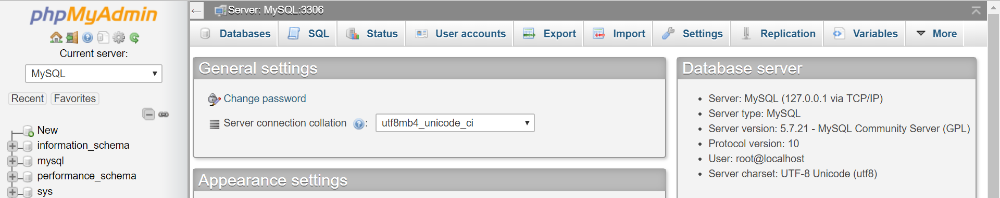 phpMyAdmin
Current server:
MySQL
Recent Favorites
New
information_schema
mysql
performance_schema
sys
Server: MySQL:3306
Databases SQL Status User accounts Export Import Settings Replication Variables More
General settings
Change password
Server connection collation : utf8mb4_unicode_ci
Appearance settings
Database server
Server: MySQL (127.0.0.1 via TCP/IP)
Server type: MySQL
Server version: 5.7.21 - MySQL Community Server (GPL)
Protocol version: 10
User: root@localhost
Server charset: UTF-8 Unicode (utf8)